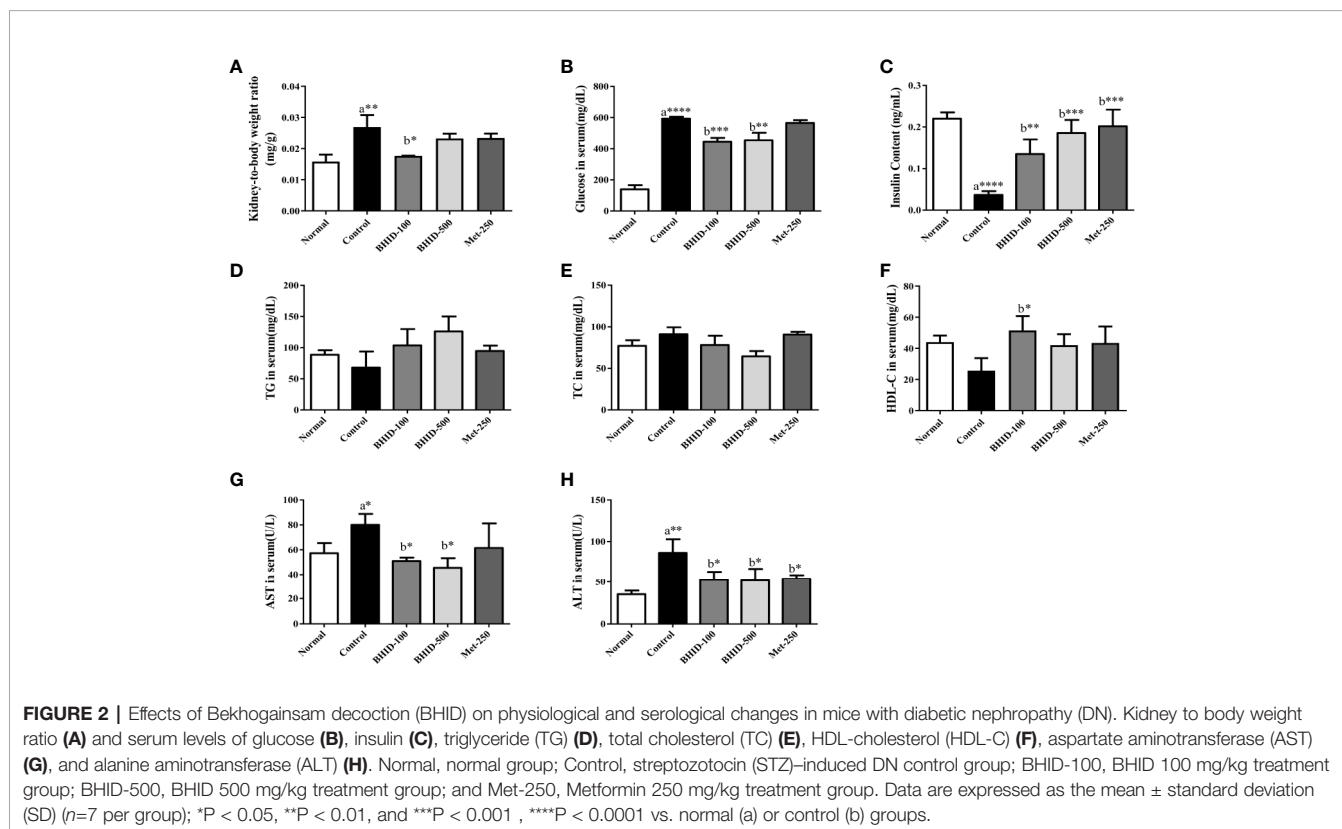 A
Kidney-to-body weight ratio
(mg/g)
0.04
0.03
0.02
0.01
0.00
a**
b*
Normal
Control
BHID-100
BHID-500
Met-250
B
Glucose in serum(mg/dL)
800
600
400
200
0
a****
b***
b**
Normal
Control
BHID-100
BHID-500
Met-250
C
Insulin Content (ng/mL)
0.3
0.2
0.1
0.0
a****
b**
b***
b***
Normal
Control
BHID-100
BHID-500
Met-250
D
TG in serum(mg/dL)
200
150
100
50
0
Normal
Control
BHID-100
BHID-500
Met-250
E
TC in serum(mg/dL)
150
100
50
0
Normal
Control
BHID-100
BHID-500
Met-250
F
HDL-C in serum(mg/dL)
80
60
40
20
0
b*
Normal
Control
BHID-100
BHID-500
Met-250
G
AST in serum(U/L)
100
80
60
40
20
0
a*
b*
b*
Normal
Control
BHID-100
BHID-500
Met-250
H
ALT in serum(U/L)
150
100
50
0
a**
b*
b*
b*
Normal
Control
BHID-100
BHID-500
Met-250
FIGURE 2 | Effects of Bekhogainsam decoction (BHID) on physiological and serological changes in mice with diabetic nephropathy (DN). Kidney to body weight
ratio (A) and serum levels of glucose (B), insulin (C), triglyceride (TG) (D), total cholesterol (TC) (E), HDL-cholesterol (HDL-C) (F), aspartate aminotransferase (AST)
(G), and alanine aminotransferase (ALT) (H). Normal, normal group; Control, streptozotocin (STZ)–induced DN control group; BHID-100, BHID 100 mg/kg treatment
group; BHID-500, BHID 500 mg/kg treatment group; and Met-250, Metformin 250 mg/kg treatment group. Data are expressed as the mean ± standard deviation
(SD) (n=7 per group); *P < 0.05, **P < 0.01, and ***P < 0.001 , ****P < 0.0001 vs. normal (a) or control (b) groups.